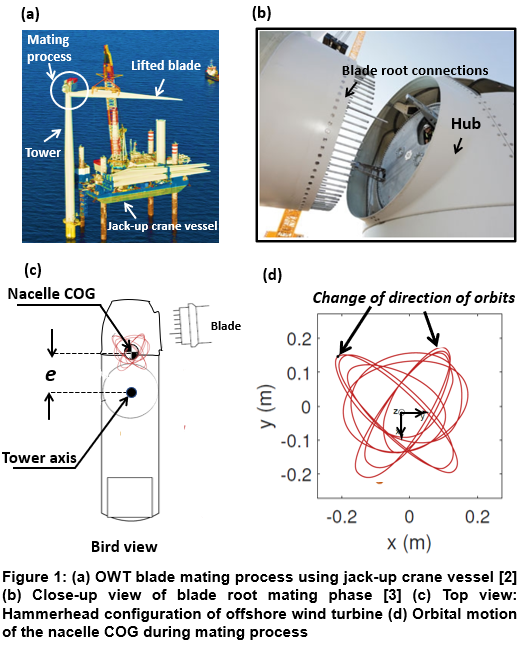 (a)
Mating
process
Lifted blade
Tower
Jack-up crane vessel
(b)
Blade root connections
Hub
(c)
Nacelle COG
Blade
e
Tower axis
Bird view
(d)
Change of direction of orbits
0.2
0.1
0
-0.1
-0.2
y (m)
z
y
-0.2
0
0.2
x (m)
Figure 1: (a) OWT blade mating process using jack-up crane vessel [2]
(b) Close-up view of blade root mating phase [3] (c) Top view:
Hammerhead configuration of offshore wind turbine (d) Orbital motion
of the nacelle COG during mating process